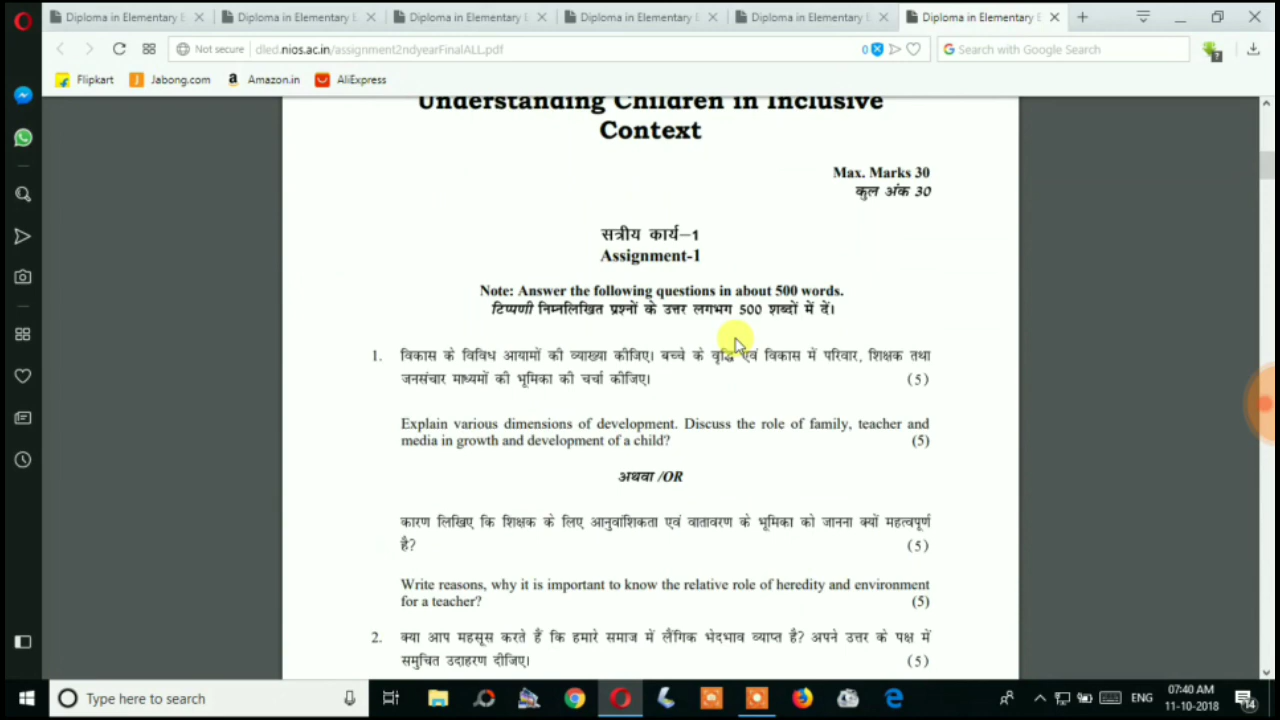 Diploma in Elementary E
Diploma in Elementary E
Diploma in Elementary
Diploma in Elementary E
Diploma in Elementary
Diploma in Elementary E
Not secure
dled.nios.ac.in/assignment2ndyearFinalALL.pdf
0
Search with Google Search
Flipkart
Jabong.com
Amazon.in
AliExpress
Understanding Children in Inclusive
Context
Max. Marks 30
कुल अंक 30
सत्रीय कार्य–1
Assignment-1
Note: Answer the following questions in about 500 words.
टिप्पणी निम्नलिखित प्रश्नों के उत्तर लगभग 500 शब्दों में दें।
1. विकास के विविध आयामों की व्याख्या कीजिए। बच्चे के वृद्धि एवं विकास में परिवार, शिक्षक तथा
जनसंचार माध्यमों की भूमिका की चर्चा कीजिए। (5)
Explain various dimensions of development. Discuss the role of family, teacher and
media in growth and development of a child? (5)
अथवा /OR
कारण लिखिए कि शिक्षक के लिए आनुवांशिकता एवं वातावरण के भूमिका को जानना क्यों महत्वपूर्ण
है? (5)
Write reasons, why it is important to know the relative role of heredity and environment
for a teacher? (5)
2. क्या आप महसूस करते हैं कि हमारे समाज में लैंगिक भेदभाव व्याप्त है? अपने उत्तर के पक्ष में
समुचित उदाहरण दीजिए। (5)
Type here to search
ENG
07:40 AM
11-10-2018
14